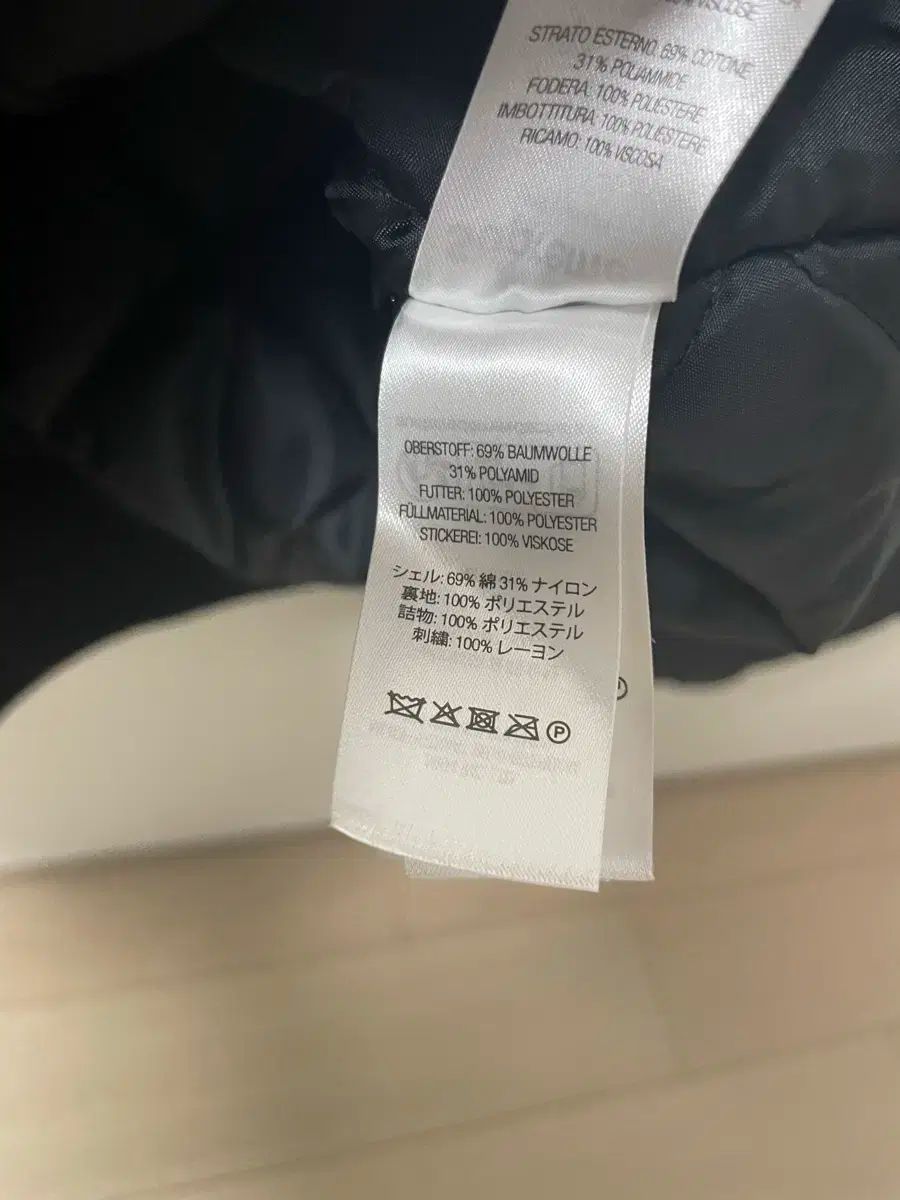 VISCOSE
STRATO ESTERNO: 69% COTONE
31% POLIAMMIDE
FODERA: 100% POLIESTERE
IMBOTTITURA: 100% POLIESTERE
RICAMO: 100% VISCOSA
OBERSTOFF: 69% BAUMWOLLE
31% POLYAMID
FUTTER: 100% POLYESTER
FÜLLMATERIAL: 100% POLYESTER
STICKEREI: 100% VISKOSE
シェル: 69% 綿 31% ナイロン
裏地: 100% ポリエステル
詰物: 100% ポリエステル
刺繍: 100% レーヨン
P